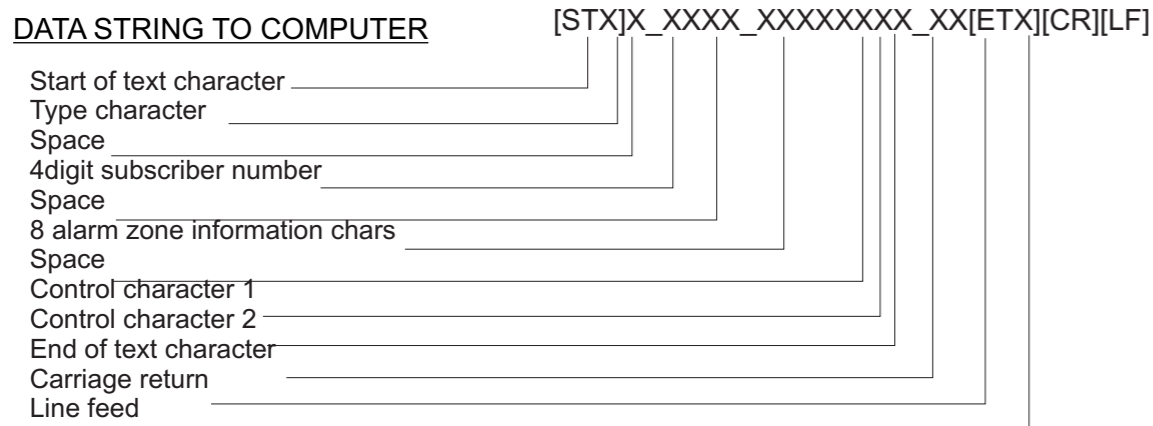 DATA STRING TO COMPUTER [STX]X_XXXX_XXXXXXXX_XX[ETX][CR][LF]
Start of text character
Type character
Space
4digit subscriber number
Space
8 alarm zone information chars
Space
Control character 1
Control character 2
End of text character
Carriage return
Line feed